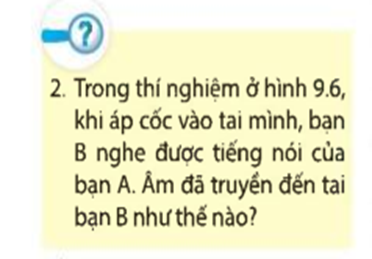 ?
2. Trong thí nghiệm ở hình 9.6,
khi áp cốc vào tai mình, bạn
B nghe được tiếng nói của
bạn A. Âm đã truyền đến tai
bạn B như thế nào?